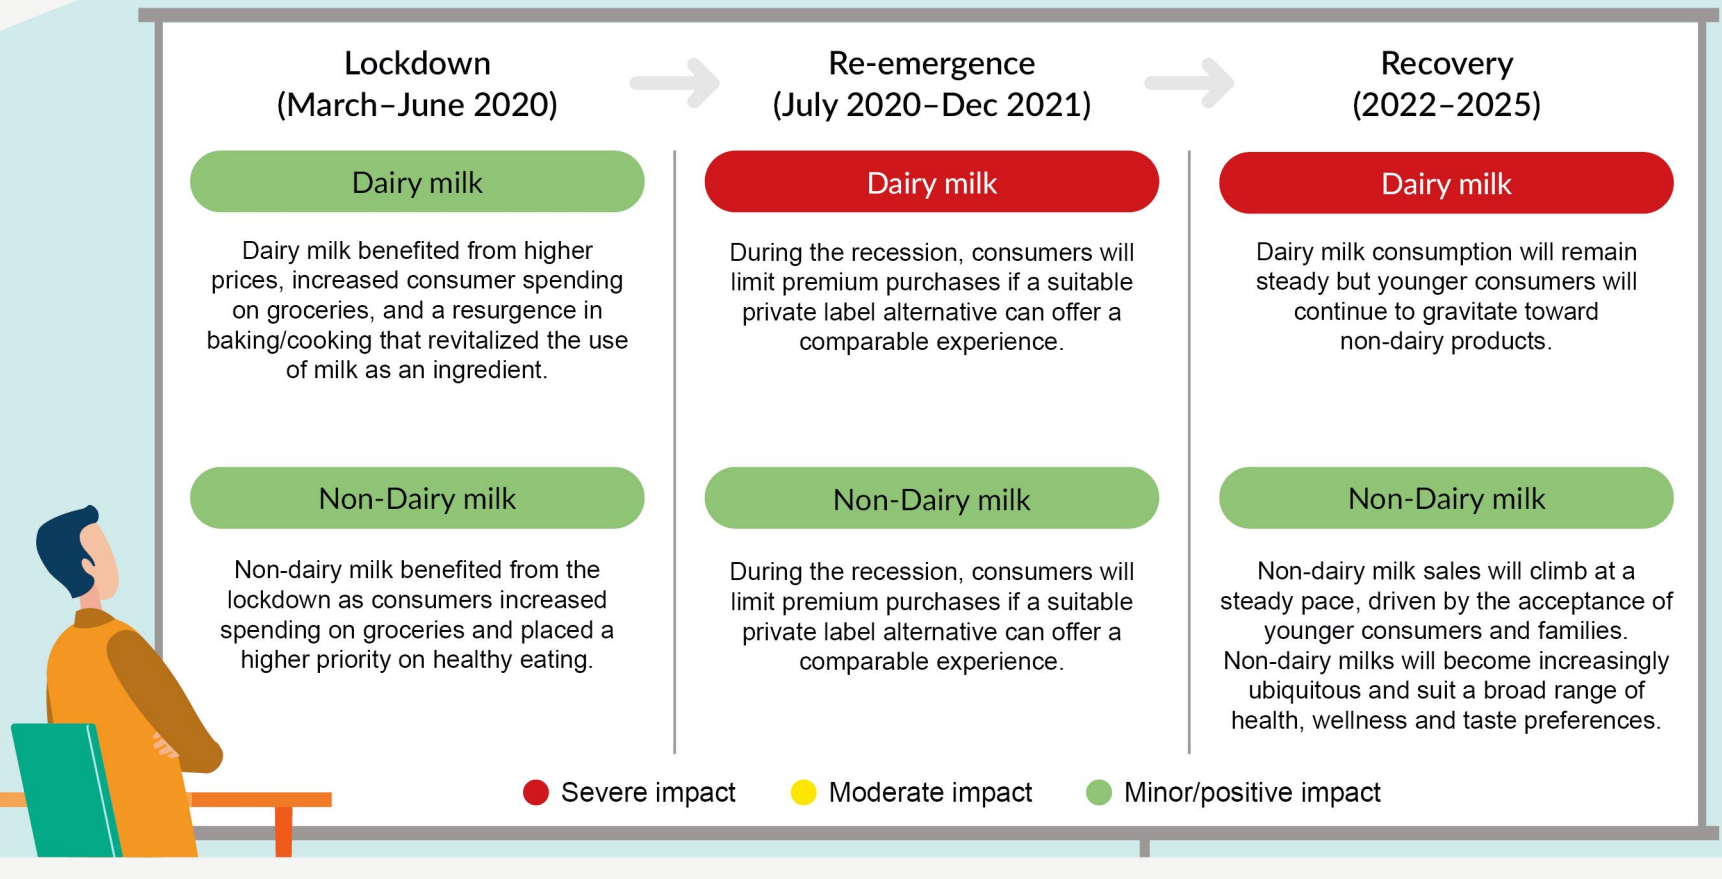 Lockdown
(March–June 2020)
Dairy milk
Dairy milk benefited from higher
prices, increased consumer spending
on groceries, and a resurgence in
baking/cooking that revitalized the use
of milk as an ingredient.
Non-Dairy milk
Non-dairy milk benefited from the
lockdown as consumers increased
spending on groceries and placed a
higher priority on healthy eating.
Re-emergence
(July 2020–Dec 2021)
Dairy milk
During the recession, consumers will
limit premium purchases if a suitable
private label alternative can offer a
comparable experience.
Non-Dairy milk
During the recession, consumers will
limit premium purchases if a suitable
private label alternative can offer a
comparable experience.
Recovery
(2022–2025)
Dairy milk
Dairy milk consumption will remain
steady but younger consumers will
continue to gravitate toward
non-dairy products.
Non-Dairy milk
Non-dairy milk sales will climb at a
steady pace, driven by the acceptance of
younger consumers and families.
Non-dairy milks will become increasingly
ubiquitous and suit a broad range of
health, wellness and taste preferences.
Severe impact
Moderate impact
Minor/positive impact